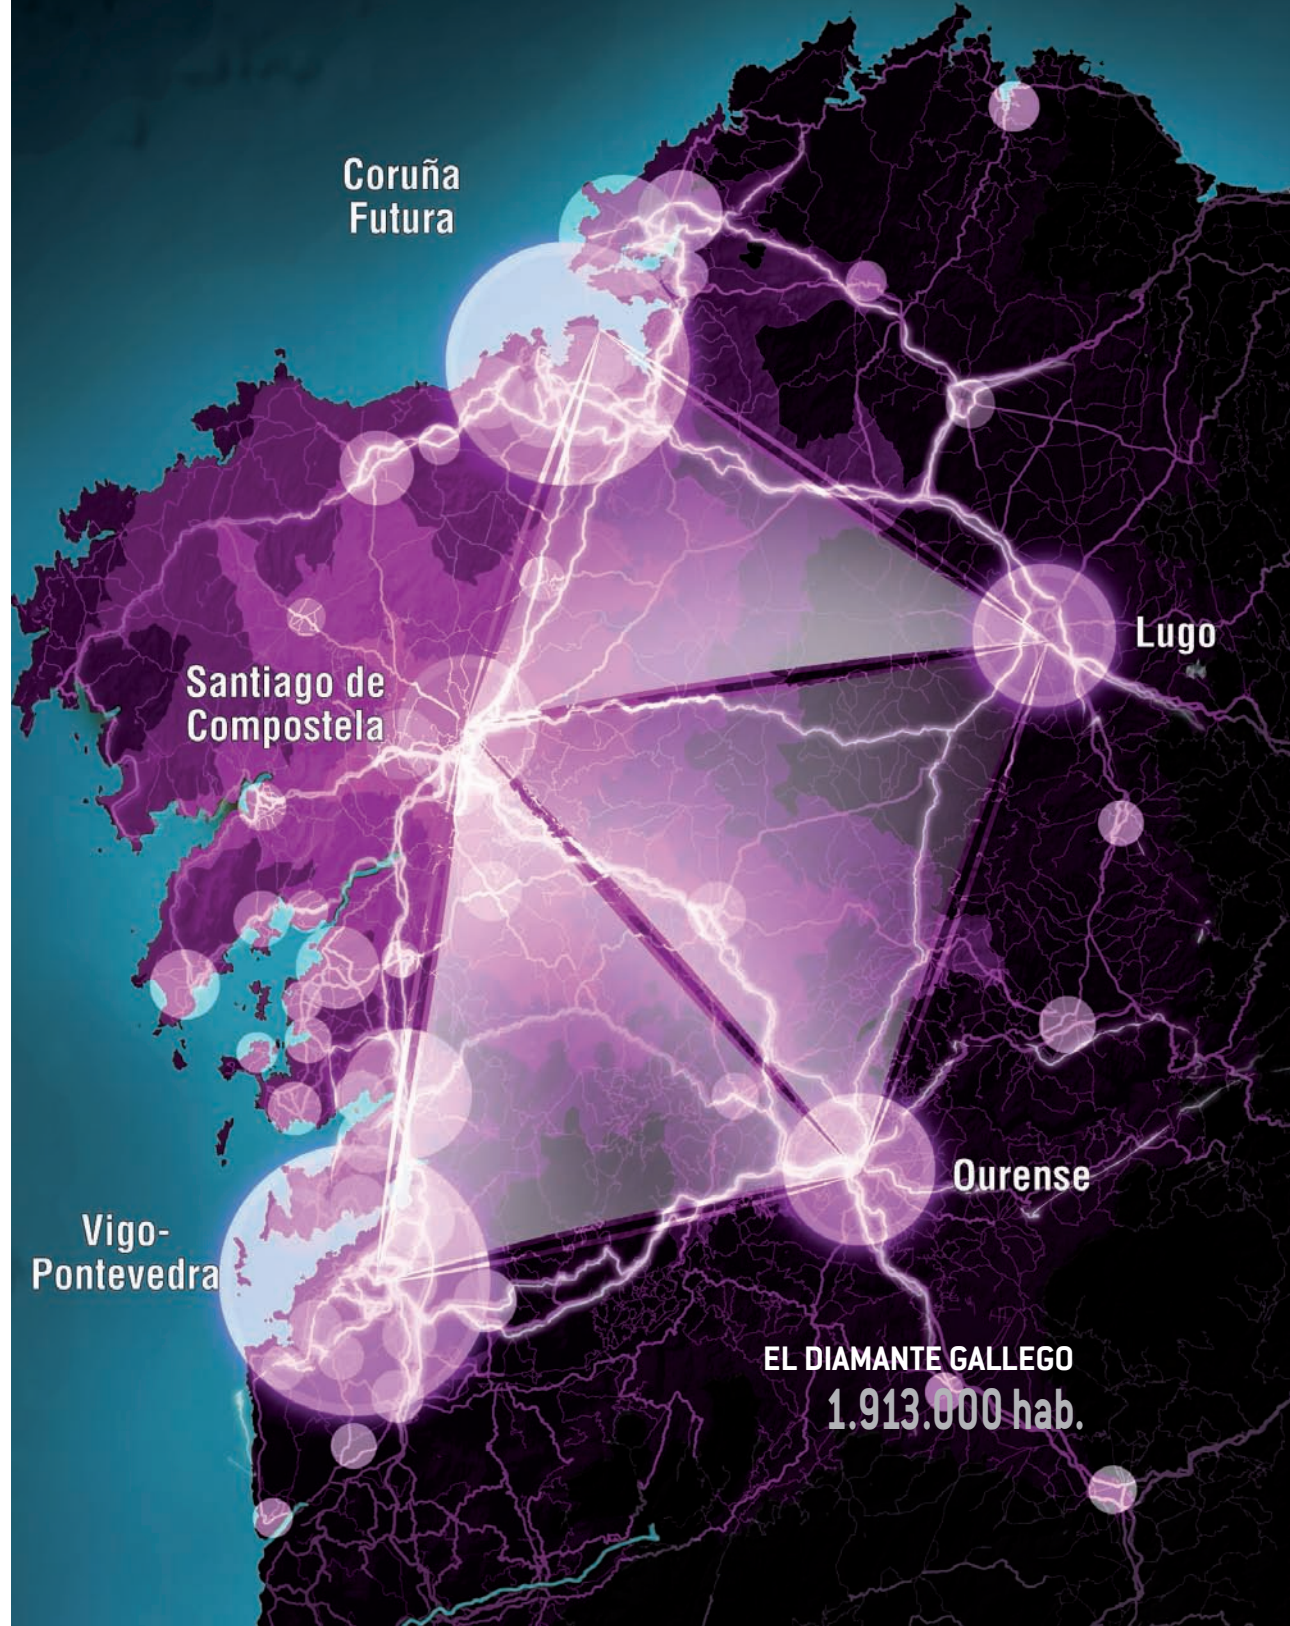 Coruña
Futura
Lugo
Santiago de
Compostela
Ourense
Vigo-
Pontevedra
EL DIAMANTE GALLEGO
1.913.000 hab.